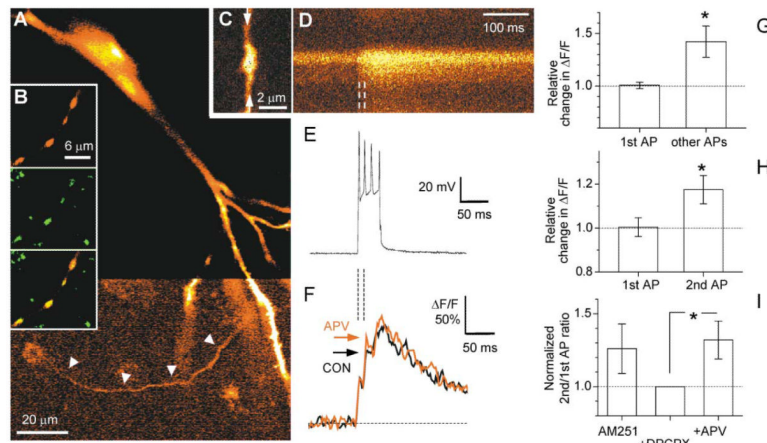 A
B
6 μm
20 μm
C
2 μm
D
100 ms
E
20 mV
50 ms
F
APV
CON
ΔF/F
50%
50 ms
G
Relative
change in ΔF/F
1.5
1.0
*
1st AP
other APs
H
Relative
change in ΔF/F
1.2
1.0
0.8
*
1st AP
2nd AP
I
Normalized
2nd/1st AP ratio
1.5
1.0
*
AM251
+APV